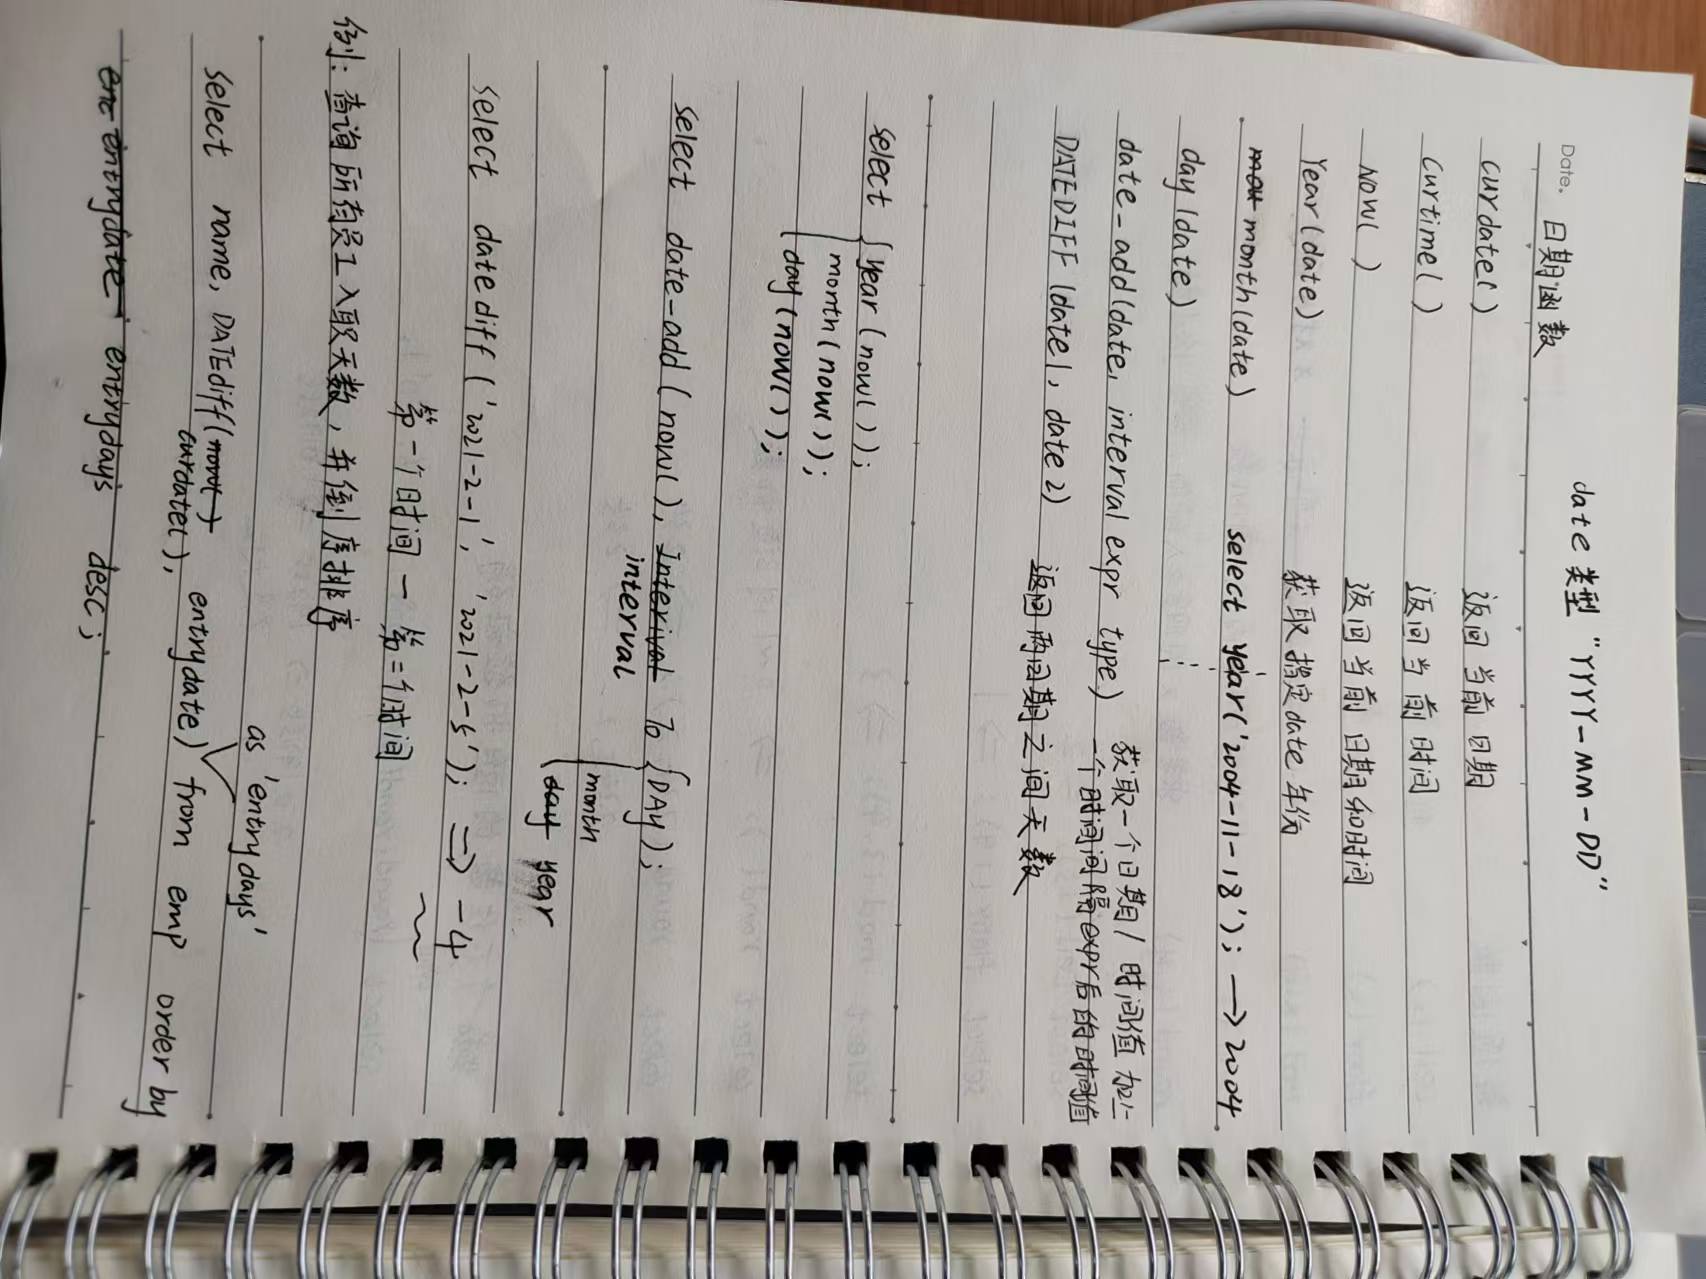 date 类型 "YYYY-MM-DD"
Date. 日期函数
curdate() 返回当前日期
curtime() 返回当前时间
NOW() 返回当前日期和时间
Year(date) 获取指定date年份
mou month(date) select year('2004-11-18'); → 2004
day(date)
date_add(date, interval expr type) 获取一个日期/时间值加上
一个时间间隔expr后的时间值
DATEDIFF(date1, date2) 返回两日期之间天数
select { year(now());
month(now());
day(now());
select date-add(now(), Interival 70 {DAY);
interval
month
day year
select datediff('2021-2-1', '2021-2-5'); ⇒ -4
第一个时间 - 第二个时间
例: 查询所有员工入职天数, 并倒序排序
as 'entrydays'
select name, DATEdiff(now() entrydate) from emp order by
curdate(),
enc entrydate entrydays desc;